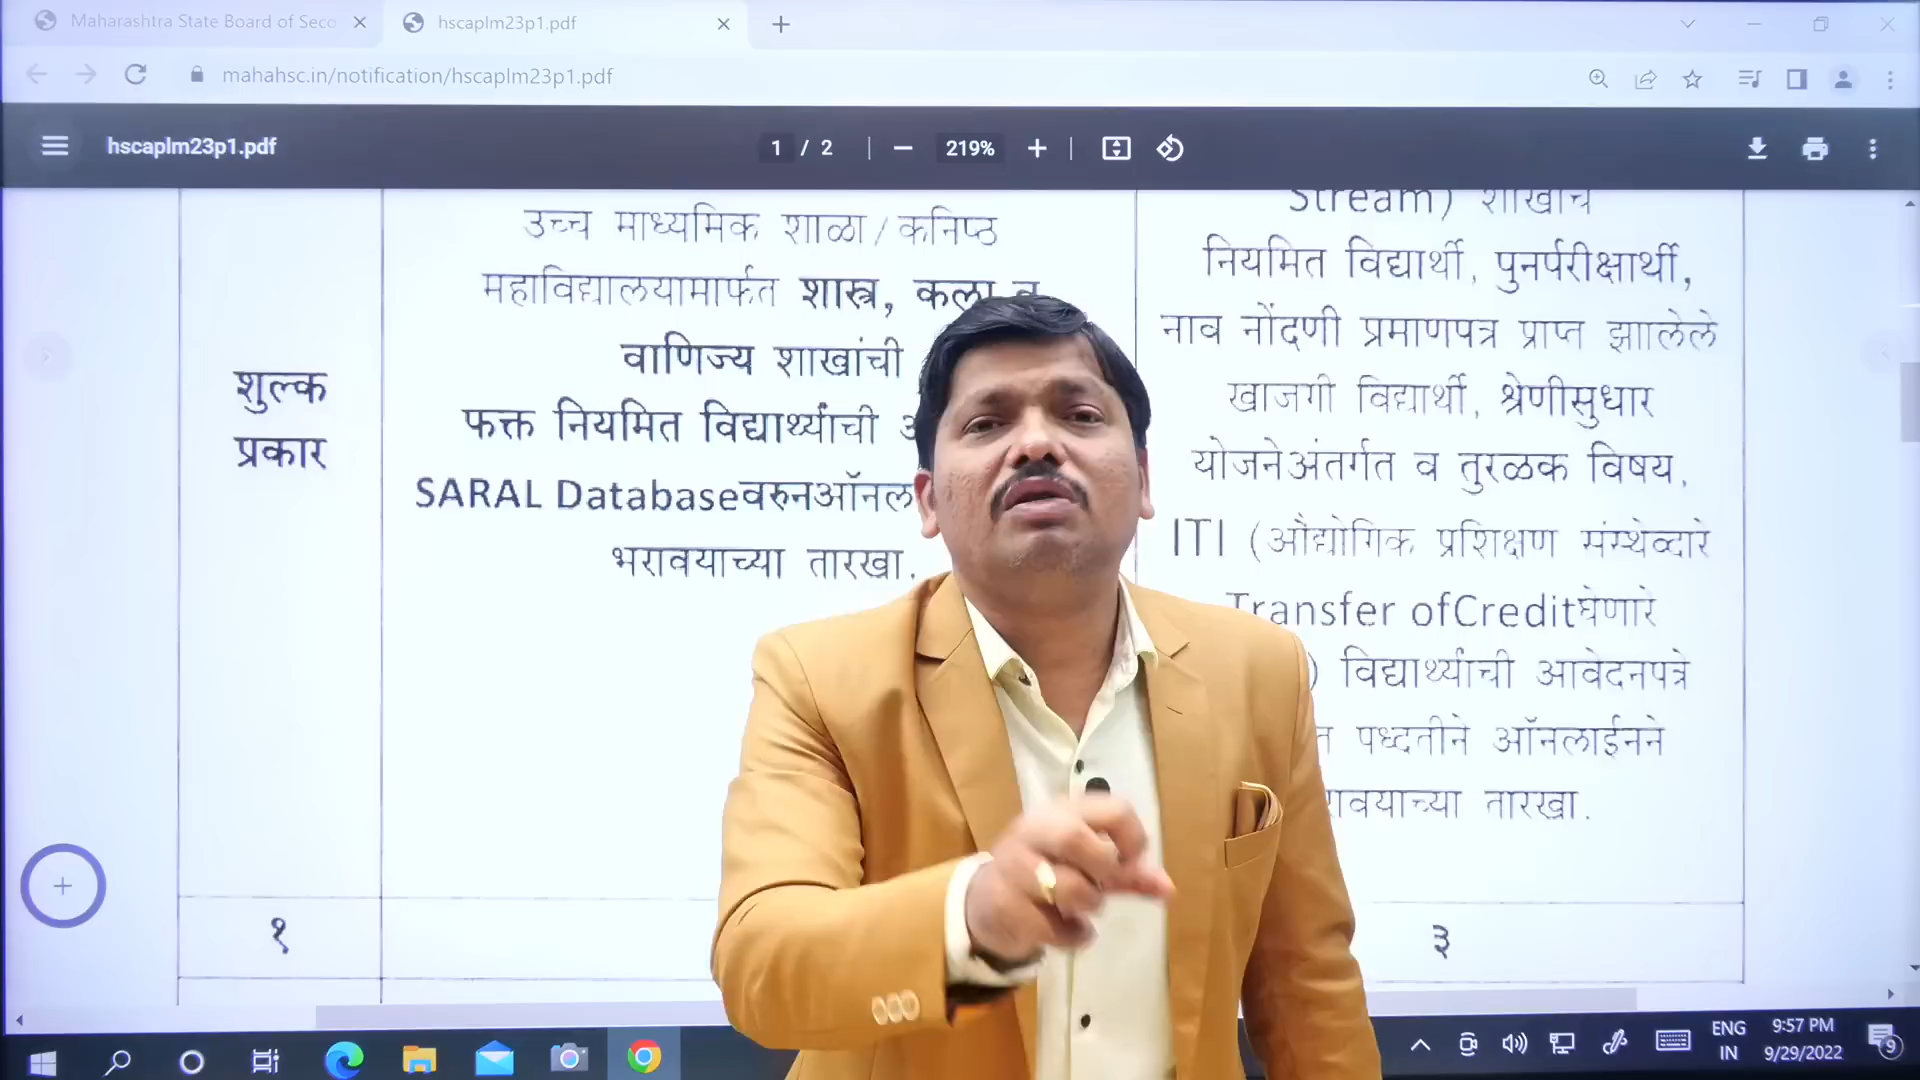 Maharashtra State Board of Seco
hscaplm23p1.pdf
mahahsc.in/notification/hscaplm23p1.pdf
hscaplm23p1.pdf
1 / 2
219%
शुल्क
प्रकार
उच्च माध्यमिक शाळा/कनिष्ठ
महाविद्यालयामार्फत शास्त्र, कला व
वाणिज्य शाखांची
फक्त नियमित विद्यार्थ्यांची
SARAL Databaseवरुनऑनल
भरावयाच्या तारखा.
Stream) शाखांचे
नियमित विद्यार्थी, पुनर्परीक्षार्थी,
नाव नोंदणी प्रमाणपत्र प्राप्त झाालेले
खाजगी विद्यार्थी, श्रेणीसुधार
योजनेअंतर्गत व तुरळक विषय,
ITI (औद्योगिक प्रशिक्षण संस्थेव्दारे
Transfer ofCreditघेणारे
) विद्यार्थ्यांची आवेदनपत्रे
त पध्दतीने ऑनलाईनने
रावयाच्या तारखा.
१
३
ENG
IN
9:57 PM
9/29/2022
9